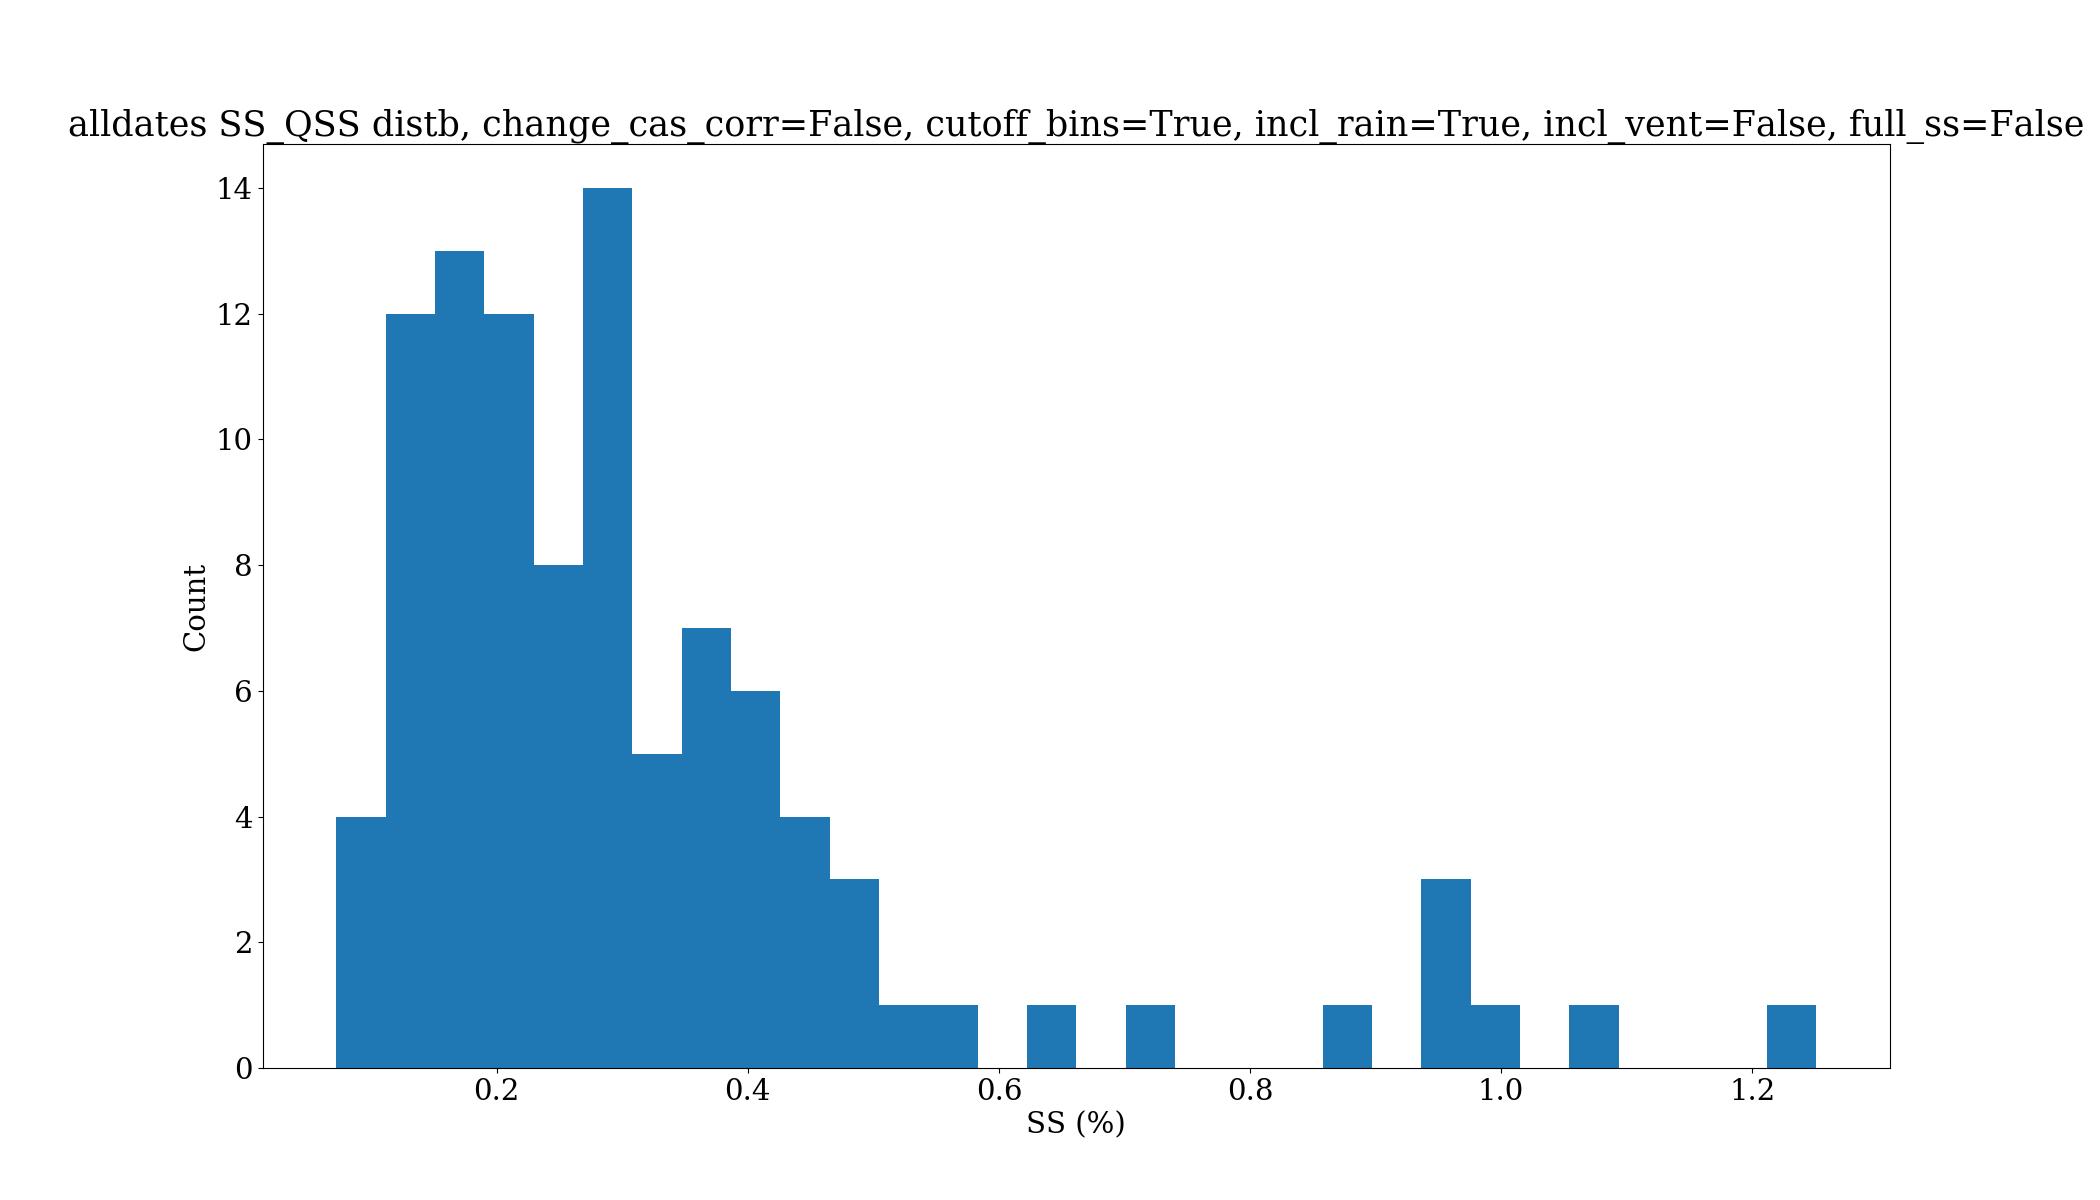 alldates SS_QSS distb, change_cas_corr=False, cutoff_bins=True, incl_rain=True, incl_vent=False, full_ss=False
14
12
10
8
6
4
2
0
Count
0.2 0.4 0.6 0.8 1.0 1.2
SS (%)